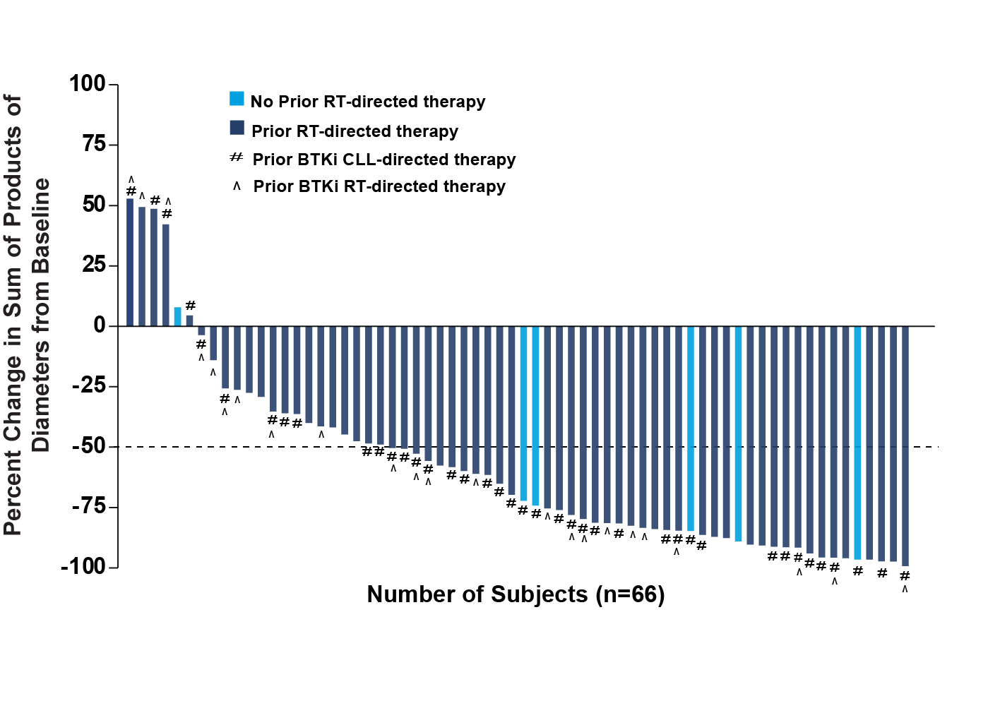 Percent Change in Sum of Products of
Diameters from Baseline
100
75
50
25
0
-25
-50
-75
-100
No Prior RT-directed therapy
Prior RT-directed therapy
# Prior BTKi CLL-directed therapy
^ Prior BTKi RT-directed therapy
^ ^ # ^
# #
#
# # # # # # # # # # # # # # # # # # # # # # # # # # # # # # # # # # # # # #
^ ^ ^ ^ ^ ^ ^ ^ ^ ^ ^ ^ ^ ^ ^ ^ ^ ^ ^ ^
Number of Subjects (n=66)